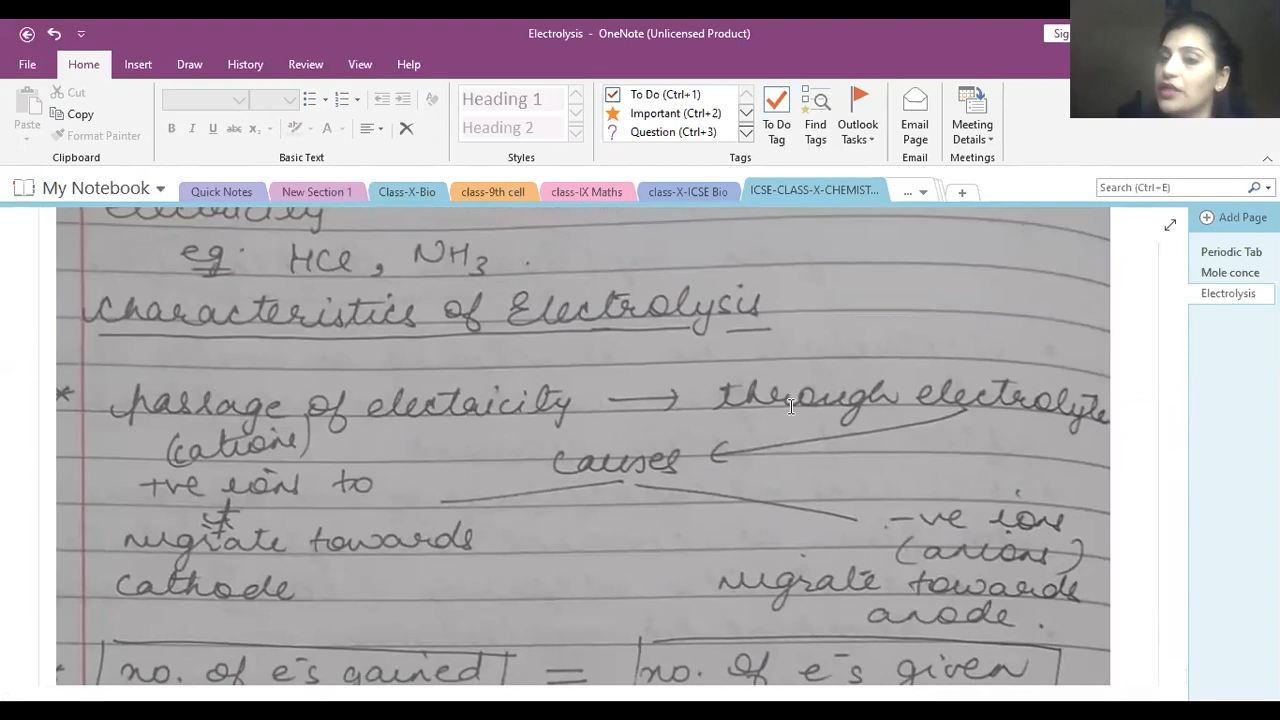 Electrolysis - OneNote (Unlicensed Product)
File Home Insert Draw History Review View Help
Cut
Copy
Format Painter
Paste
Clipboard
B I U abc x₂ A
Basic Text
Heading 1
Heading 2
Styles
To Do (Ctrl+1)
Important (Ctrl+2)
Question (Ctrl+3)
To Do Tag
Find Tags
Outlook Tasks
Tags
Email Page
Email
Meeting Details
Meetings
My Notebook
Quick Notes New Section 1 Class-X-Bio class-9th cell class-IX Maths class-X-ICSE Bio ICSE-CLASS-X-CHEMIST...
Search (Ctrl+E)
Add Page
Periodic Tab
Mole conce
Electrolysis
eg: HCl, NH3.
Characteristics of Electrolysis
* passage of electricity → through electrolyte
causes
(cations)
+ve ions to
migrate towards
cathode
-ve ions
(anions)
migrate towards
anode.
no. of e⁻s gained = no. of e⁻s given